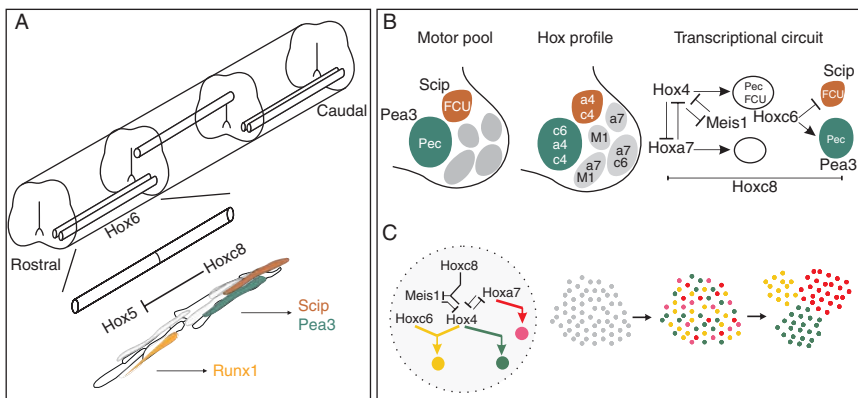 A
Caudal
Hox6
Rostral
Hoxc8
Hox5
Scip
Pea3
Runx1
B
Motor pool
Hox profile
Transcriptional circuit
Scip
FCU
Pea3
Pec
a4
c4
a7
c6
a4
c4
M1
a7
c6
a7
M1
Hox4
Pec
FCU
Scip
FCU
Meis1
Hoxc6
Hoxa7
Pec
Pea3
Hoxc8
C
Hoxc8
Meis1
Hoxa7
Hoxc6
Hox4